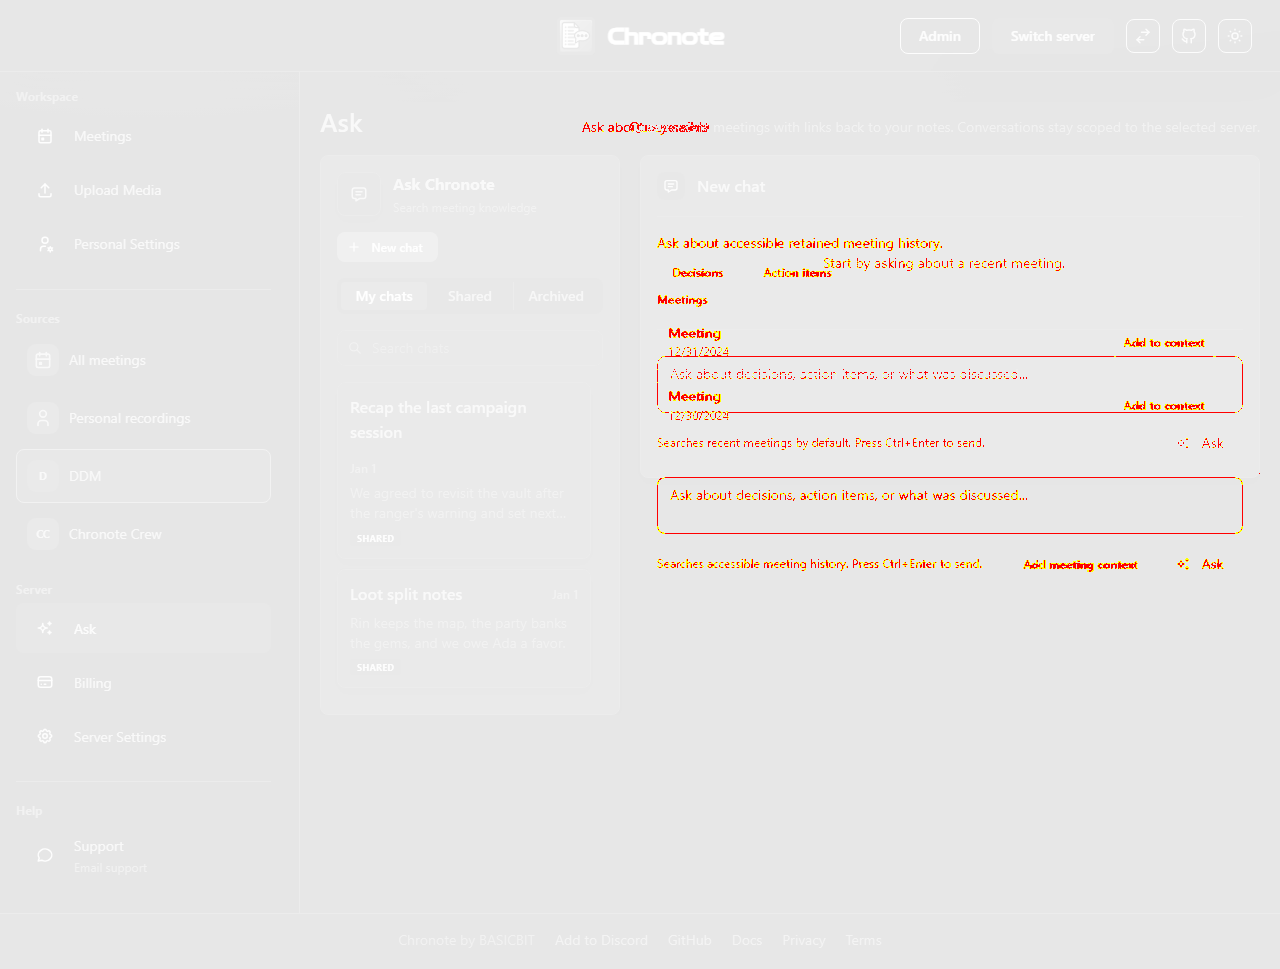 Chronote
Admin
Switch server
Workspace
Meetings
Upload Media
Personal Settings
Sources
All meetings
Personal recordings
D
DDM
CC
Chronote Crew
Server
Ask
Billing
Server Settings
Help
Support
Email support
Ask
Ask about
meetings with links back to your notes. Conversations stay scoped to the selected server.
Ask Chronote
Search meeting knowledge
New chat
My chats
Shared
Archived
Search chats
Recap the last campaign
session
Jan 1
We agreed to revisit the vault after
the ranger's warning and set next...
SHARED
Loot split notes
Jan 1
Rin keeps the map, the party banks
the gems, and we owe Ada a favor.
SHARED
New chat
Ask about accessible retained meeting history.
Start by asking about a recent meeting.
Decisions
Action items
Meetings
Meeting
12/31/2024
Add to context
Ask about decisions, action items, or what was discussed...
Meeting
12/30/2024
Add to context
Searches recent meetings by default. Press Ctrl+Enter to send.
Ask
Ask about decisions, action items, or what was discussed...
Searches accessible meeting history. Press Ctrl+Enter to send.
Add meeting context
Ask
Chronote by BASICBIT
Add to Discord
GitHub
Docs
Privacy
Terms